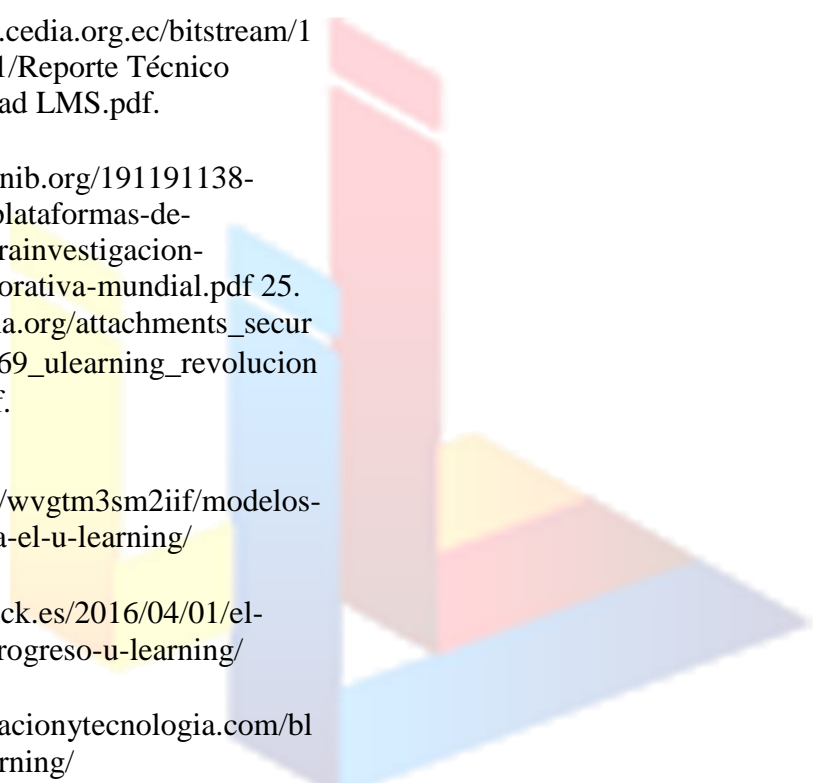 .cedia.org.ec/bitstream/1
1/Reporte Técnico
ad LMS.pdf.
nib.org/191191138-
plataformas-de-
rainvestigacion-
orativa-mundial.pdf 25.
ia.org/attachments_secur
69_ulearning_revolucion
f.
/wvgtm3sm2iif/modelos-
a-el-u-learning/
ck.es/2016/04/01/el-
rogreso-u-learning/
acionytecnologia.com/bl
rning/